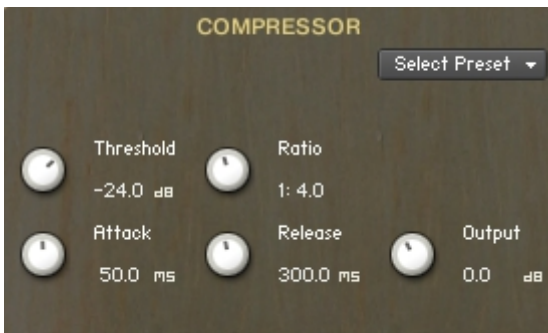 COMPRESSOR
Select Preset
Threshold
-24.0 dB
Ratio
1: 4.0
Attack
50.0 ms
Release
300.0 ms
Output
0.0 dB